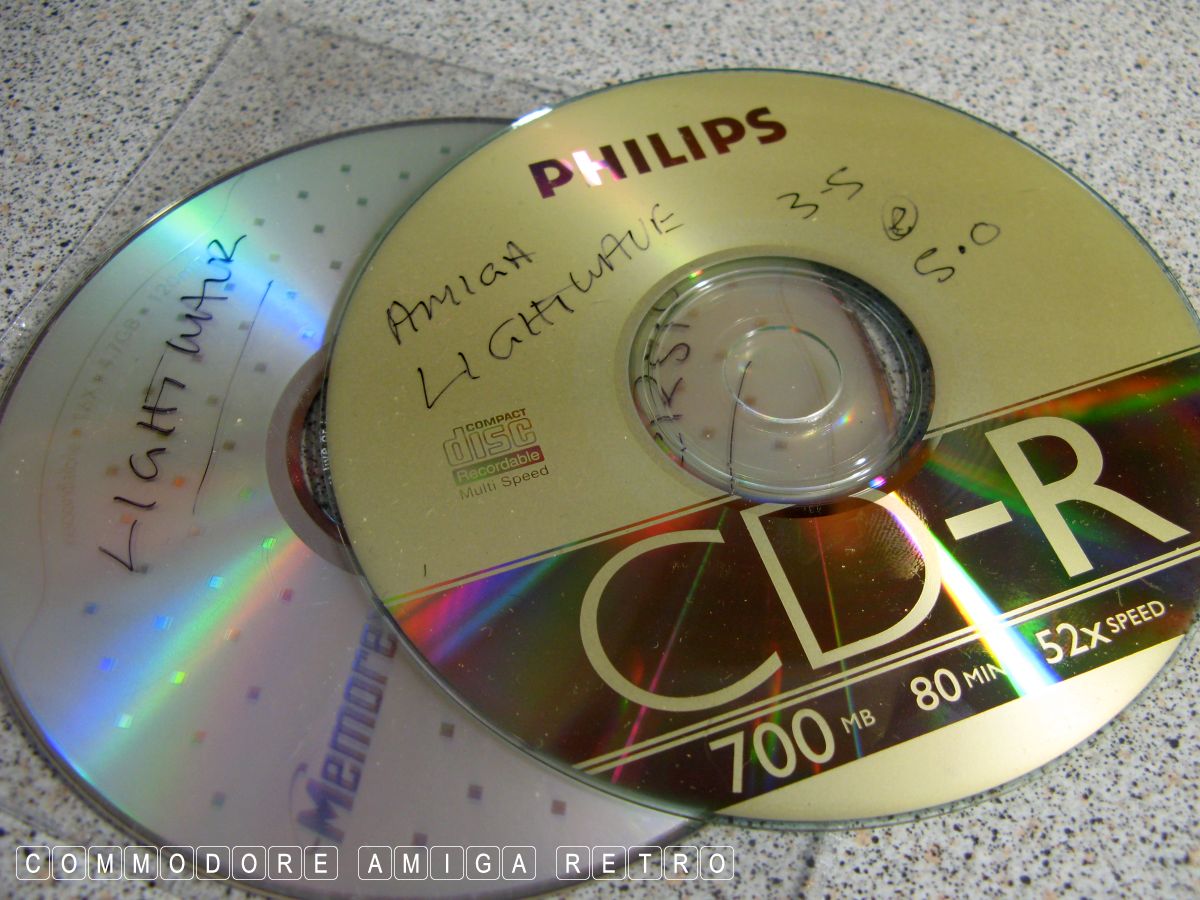 PHILIPS
AMIGA
LIGHTWAVE 3-5
&
5.0
COMPACT
disc
Recordable
Multi Speed
CD-R
700 MB 80 MIN 52x SPEED
LIGHTWAVE
Memorex
COMMODORE AMIGA RETRO